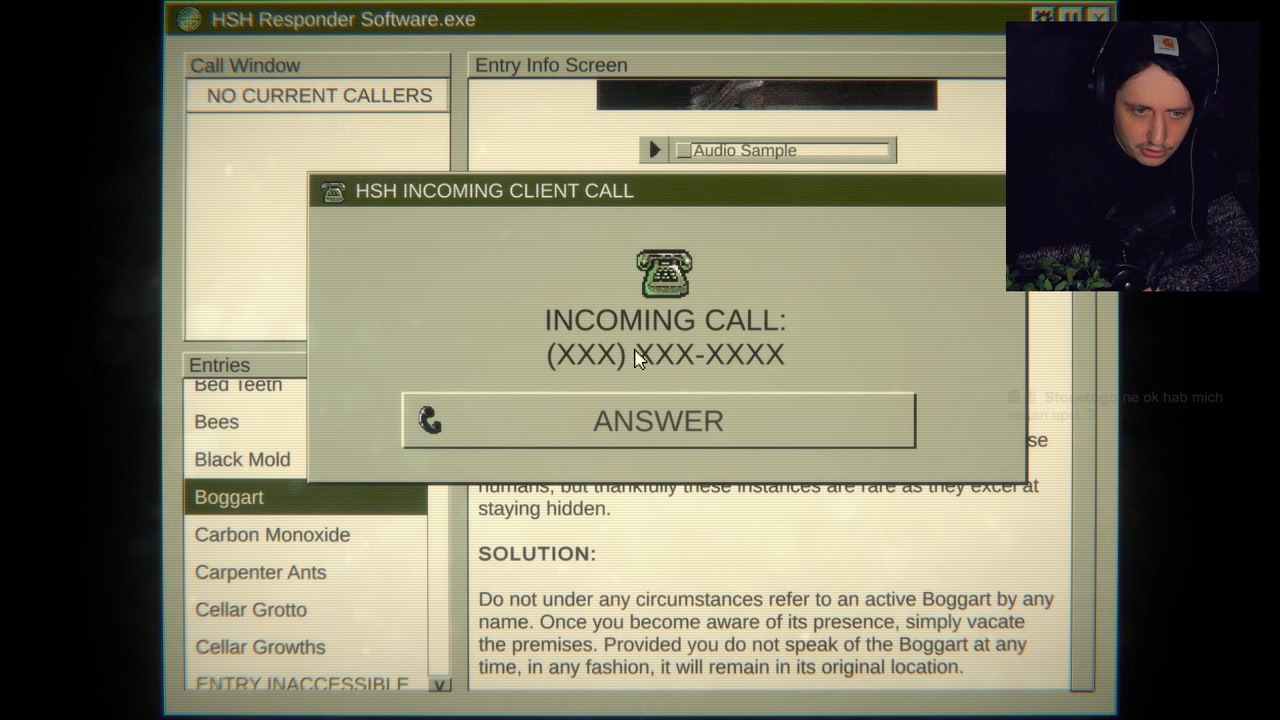 HSH Responder Software.exe
Call Window
NO CURRENT CALLERS
Entry Info Screen
Audio Sample
HSH INCOMING CLIENT CALL
INCOMING CALL:
(XXX) XXX-XXXX
ANSWER
Entries
Bed Teeth
Bees
Black Mold
Boggart
Carbon Monoxide
Carpenter Ants
Cellar Grotto
Cellar Growths
ENTRY INACCESSIBLE
ne ok hab mich
se
humans, but thankfully these instances are rare as they excel at
staying hidden.
SOLUTION:
Do not under any circumstances refer to an active Boggart by any
name. Once you become aware of its presence, simply vacate
the premises. Provided you do not speak of the Boggart at any
time, in any fashion, it will remain in its original location.